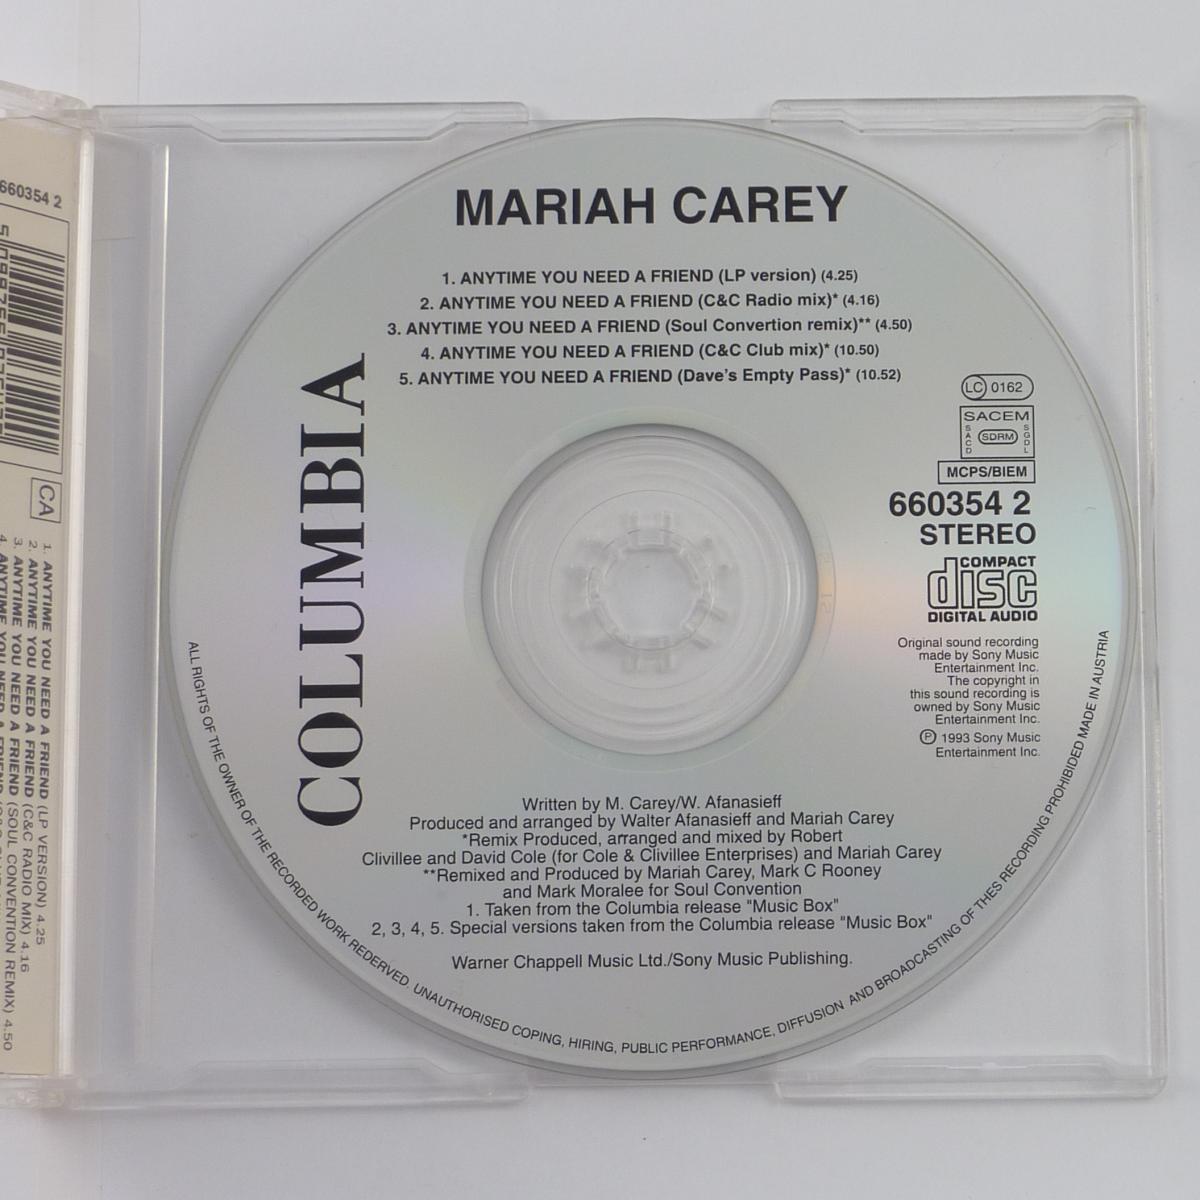 MARIAH CAREY
1. ANYTIME YOU NEED A FRIEND (LP version) (4.25)
2. ANYTIME YOU NEED A FRIEND (C&C Radio mix)* (4.16)
3. ANYTIME YOU NEED A FRIEND (Soul Convertion remix)** (4.50)
4. ANYTIME YOU NEED A FRIEND (C&C Club mix)* (10.50)
5. ANYTIME YOU NEED A FRIEND (Dave's Empty Pass)* (10.52)
COLUMBIA
LC 0162
SACEM
SACD
SDRM
SGDL
MCPS/BIEM
660354 2
STEREO
COMPACT
disc
DIGITAL AUDIO
Original sound recording
made by Sony Music
Entertainment Inc.
The copyright in
this sound recording is
owned by Sony Music
Entertainment Inc.
℗ 1993 Sony Music
Entertainment Inc.
Written by M. Carey/W. Afanasieff
Produced and arranged by Walter Afanasieff and Mariah Carey
*Remix Produced, arranged and mixed by Robert
Clivillee and David Cole (for Cole & Clivillee Enterprises) and Mariah Carey
**Remixed and Produced by Mariah Carey, Mark C Rooney
and Mark Moralee for Soul Convention
1. Taken from the Columbia release "Music Box"
2, 3, 4, 5. Special versions taken from the Columbia release "Music Box"
Warner Chappell Music Ltd./Sony Music Publishing.
ALL RIGHTS OF THE OWNER OF THE RECORDED WORK REDERVED. UNAUTHORISED COPING, HIRING, PUBLIC PERFORMANCE, DIFFUSION AND BROADCASTING OF THES RECORDING PROHIBIDED MADE IN AUSTRIA
660354 2
CA
1. ANYTIME YOU NEED A FRIEND (LP VERSION) 4.25
2. ANYTIME YOU NEED A FRIEND (C&C RADIO MIX) 4.16
3. ANYTIME YOU NEED A FRIEND (SOUL CONVENTION REMIX) 4.50
4. ANYTIME YOU NEED A FRIEND